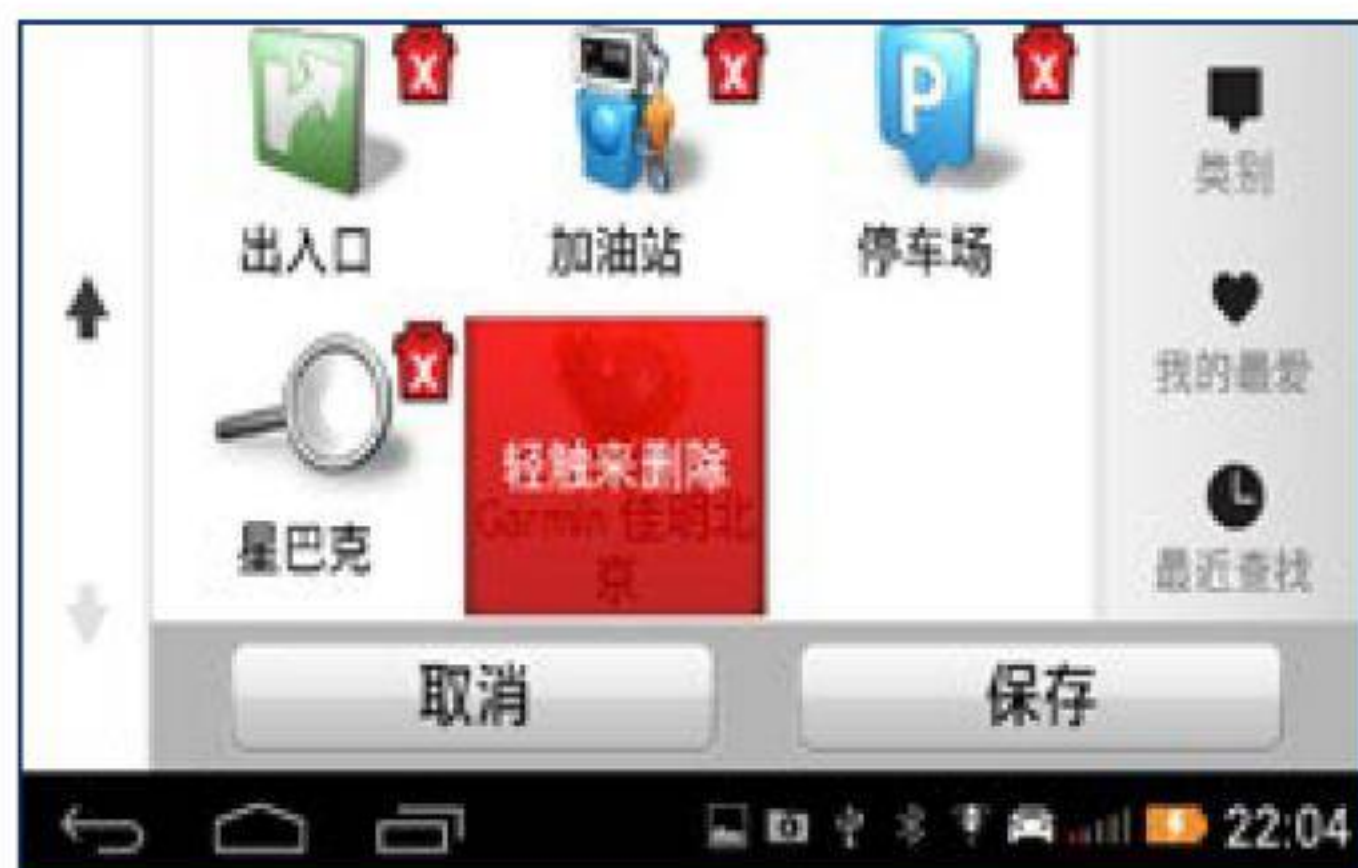 X X X
P
类别
出入口 加油站 停车场
我的最爱
X
轻触来删除
Garmin 佳明北
京
星巴克
最近查找
取消 保存
22:04